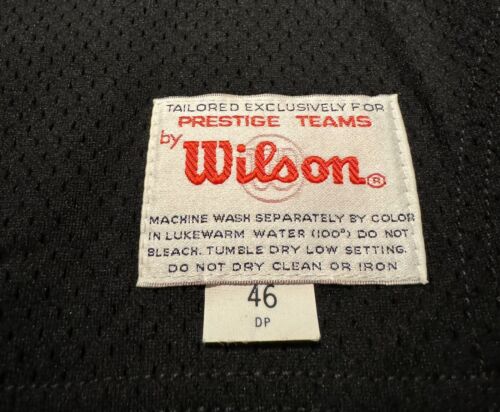 TAILORED EXCLUSIVELY FOR
PRESTIGE TEAMS
by Wilson®
MACHINE WASH SEPARATELY BY COLOR
IN LUKEWARM WATER (100°) DO NOT
BLEACH. TUMBLE DRY LOW SETTING.
DO NOT DRY CLEAN OR IRON
46
DP